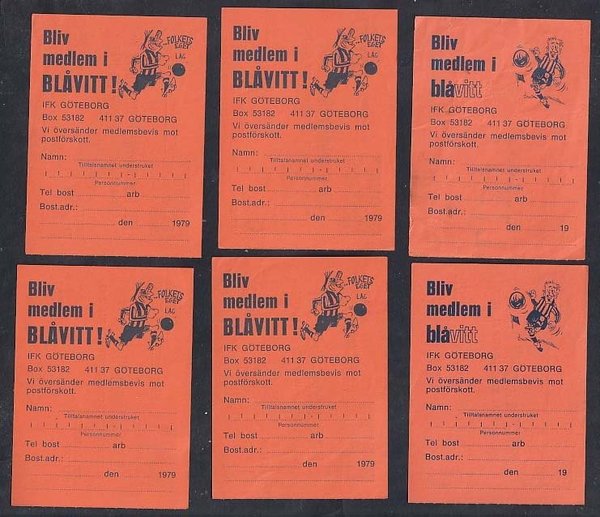 Bliv
medlem i
BLÅVITT!
FOLKETS
EGET
LAG
IFK GÖTEBORG
Box 53182 411 37 GÖTEBORG
Vi översänder medlemsbevis mot
postförskott.
Namn:
Tilltalsnamnet understruket
Personnummer
Tel bost arb
Bost.adr.:
den 1979
Bliv
medlem i
BLÅVITT!
FOLKETS
EGET
LAG
IFK GÖTEBORG
Box 53182 411 37 GÖTEBORG
Vi översänder medlemsbevis mot
postförskott.
Namn:
Tilltalsnamnet understruket
Personnummer
Tel bost arb
Bost.adr.:
den 1979
Bliv
medlem i
blåvitt
IFK GÖTEBORG
Box 53182 411 37 GÖTEBORG
Vi översänder medlemsbevis mot
postförskott.
Namn:
Tilltalsnamnet understruket
Personnummer
Tel bost arb
Bost.adr.:
den 19
Bliv
medlem i
BLÅVITT!
FOLKETS
EGET
LAG
IFK GÖTEBORG
Box 53182 411 37 GÖTEBORG
Vi översänder medlemsbevis mot
postförskott.
Namn:
Tilltalsnamnet understruket
Personnummer
Tel bost arb
Bost.adr.:
den 1979
Bliv
medlem i
BLÅVITT!
FOLKETS
EGET
LAG
IFK GÖTEBORG
Box 53182 411 37 GÖTEBORG
Vi översänder medlemsbevis mot
postförskott.
Namn:
Tilltalsnamnet understruket
Personnummer
Tel bost arb
Bost.adr.:
den 1979
Bliv
medlem i
blåvitt
IFK GÖTEBORG
Box 53182 411 37 GÖTEBORG
Vi översänder medlemsbevis mot
postförskott.
Namn:
Tilltalsnamnet understruket
Personnummer
Tel bost arb
Bost.adr.:
den 19